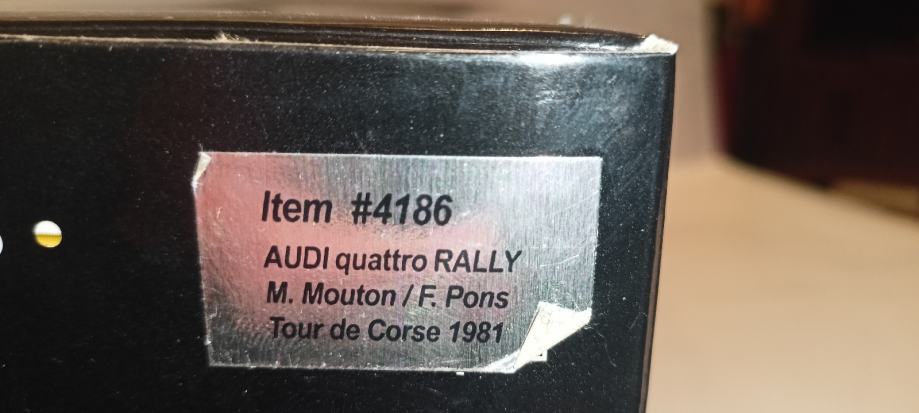 Item #4186
AUDI quattro RALLY
M. Mouton / F. Pons
Tour de Corse 1981